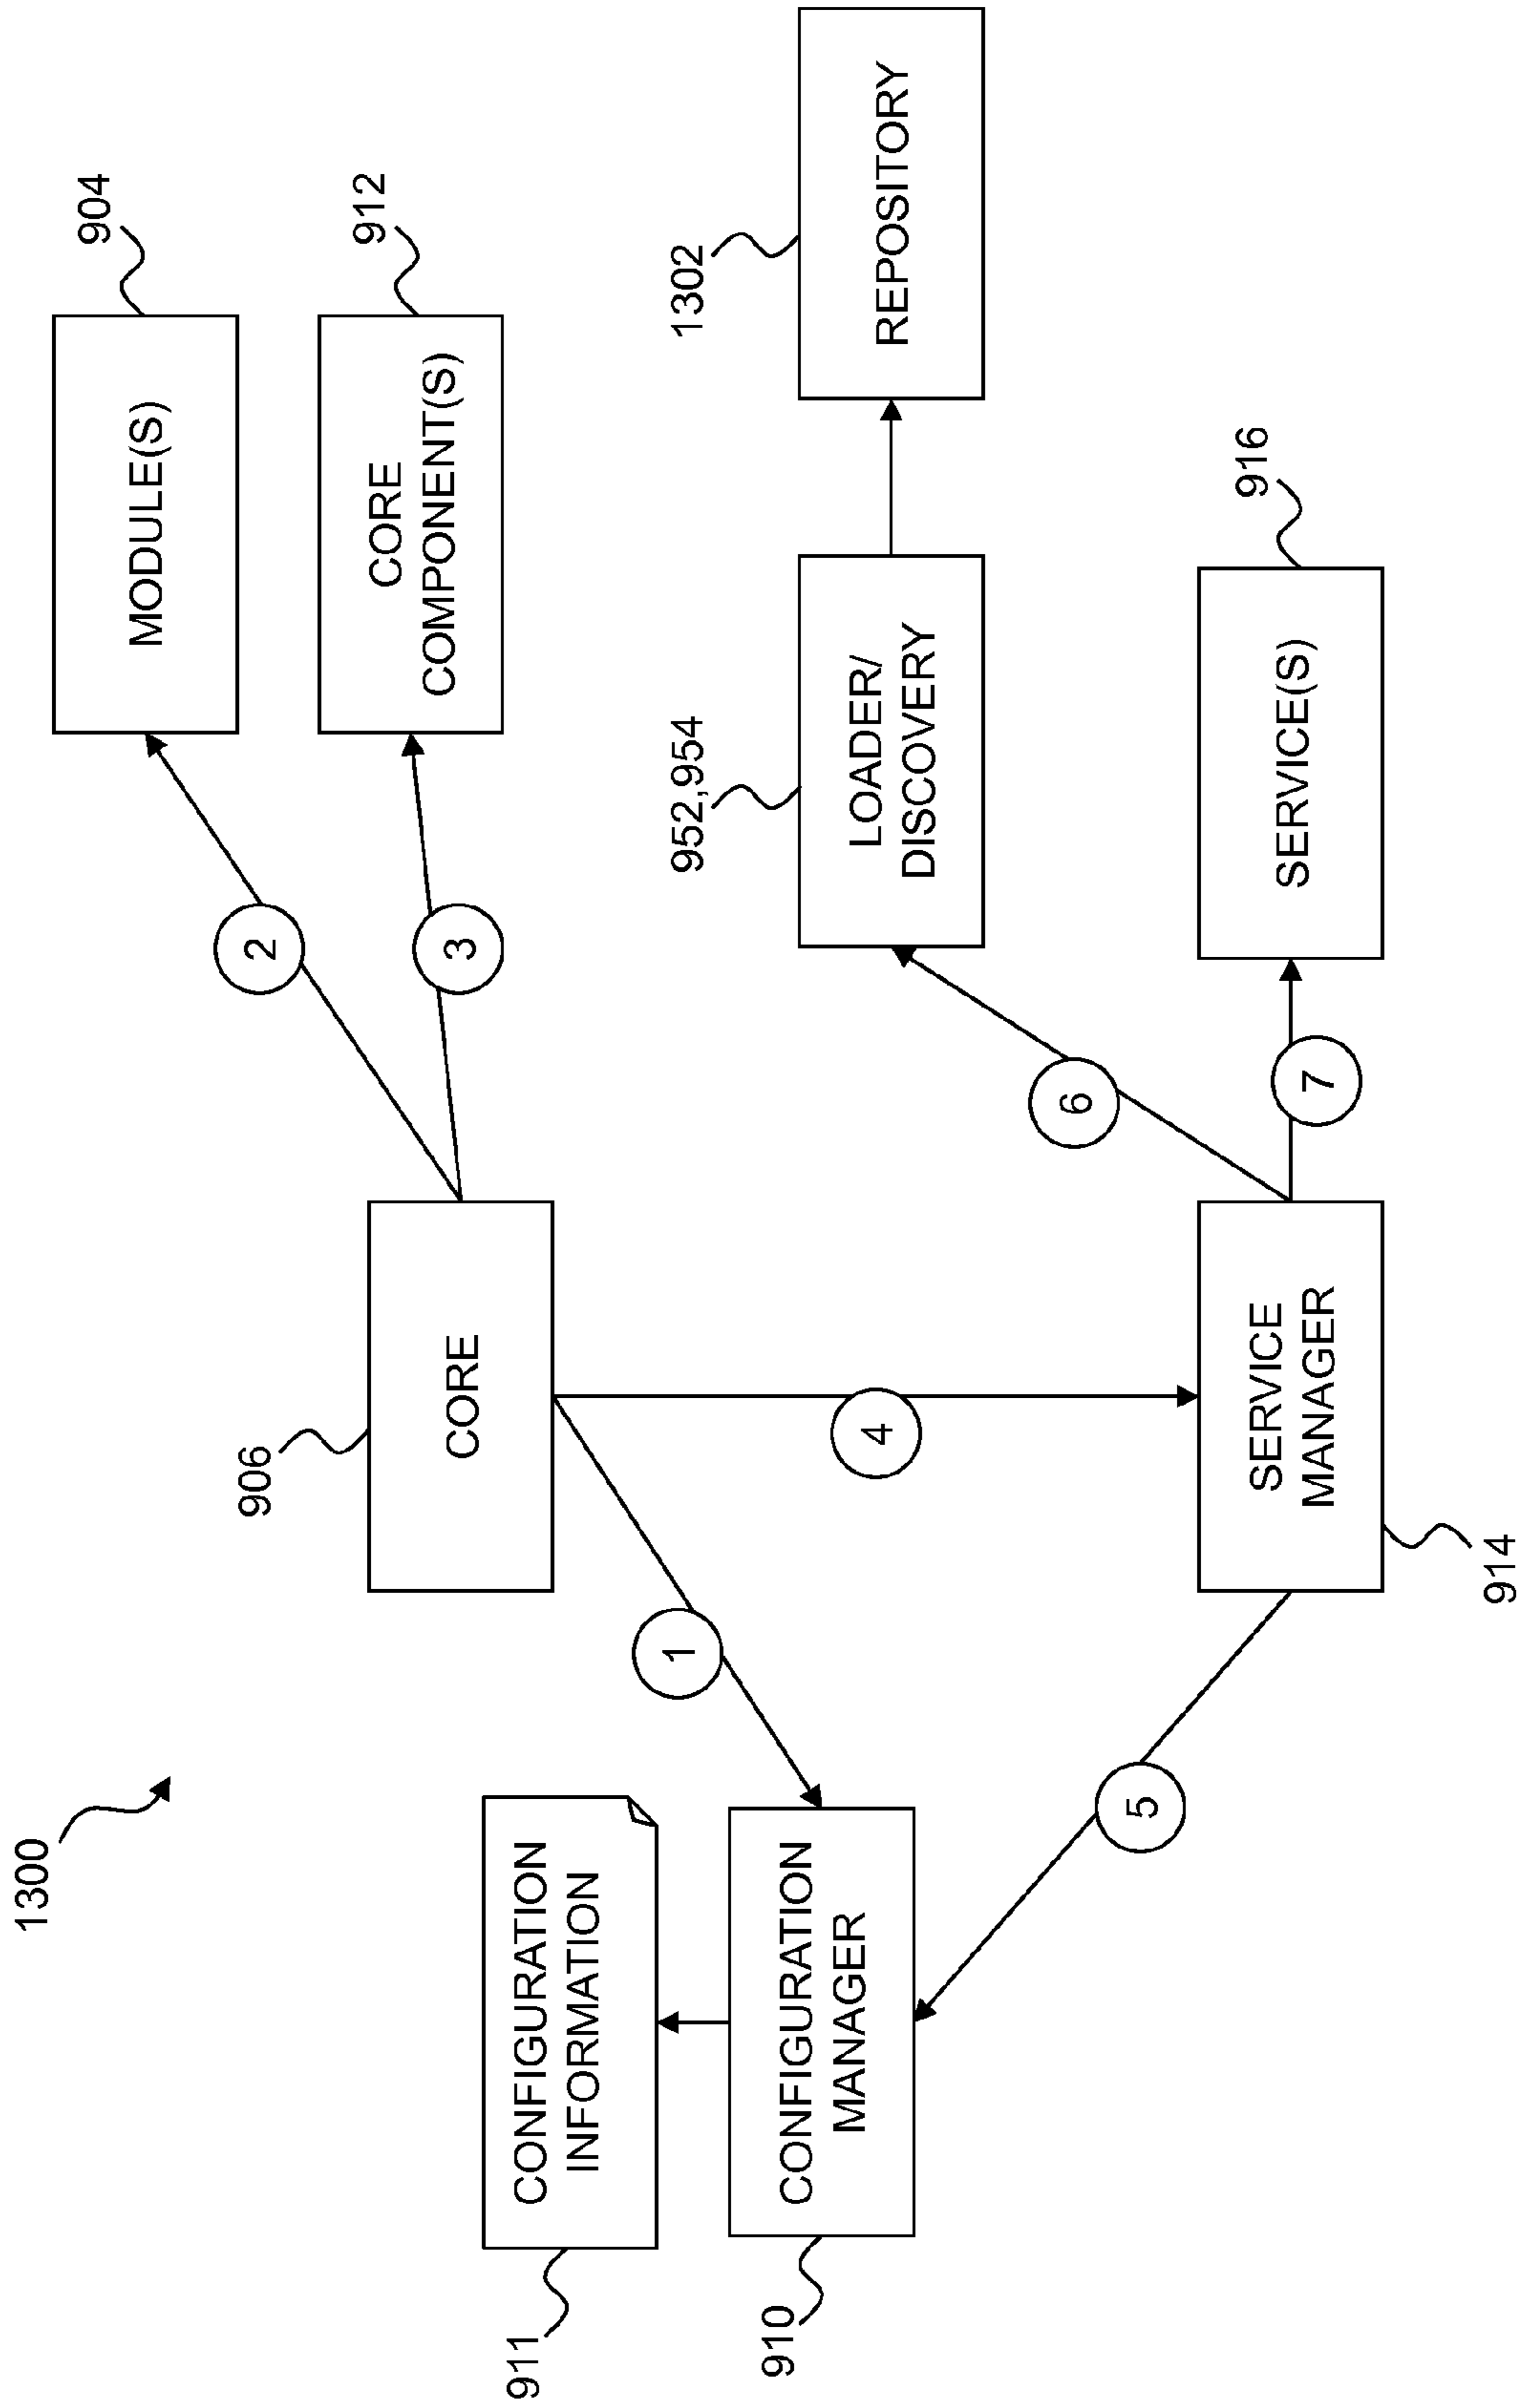 1300
904
MODULE(S)
912
CORE
COMPONENT(S)
2
3
906
CORE
911
CONFIGURATION
INFORMATION
1
4
1302
REPOSITORY
952,954
LOADER/
DISCOVERY
910
CONFIGURATION
MANAGER
6
5
7
916
SERVICE(S)
SERVICE
MANAGER
914